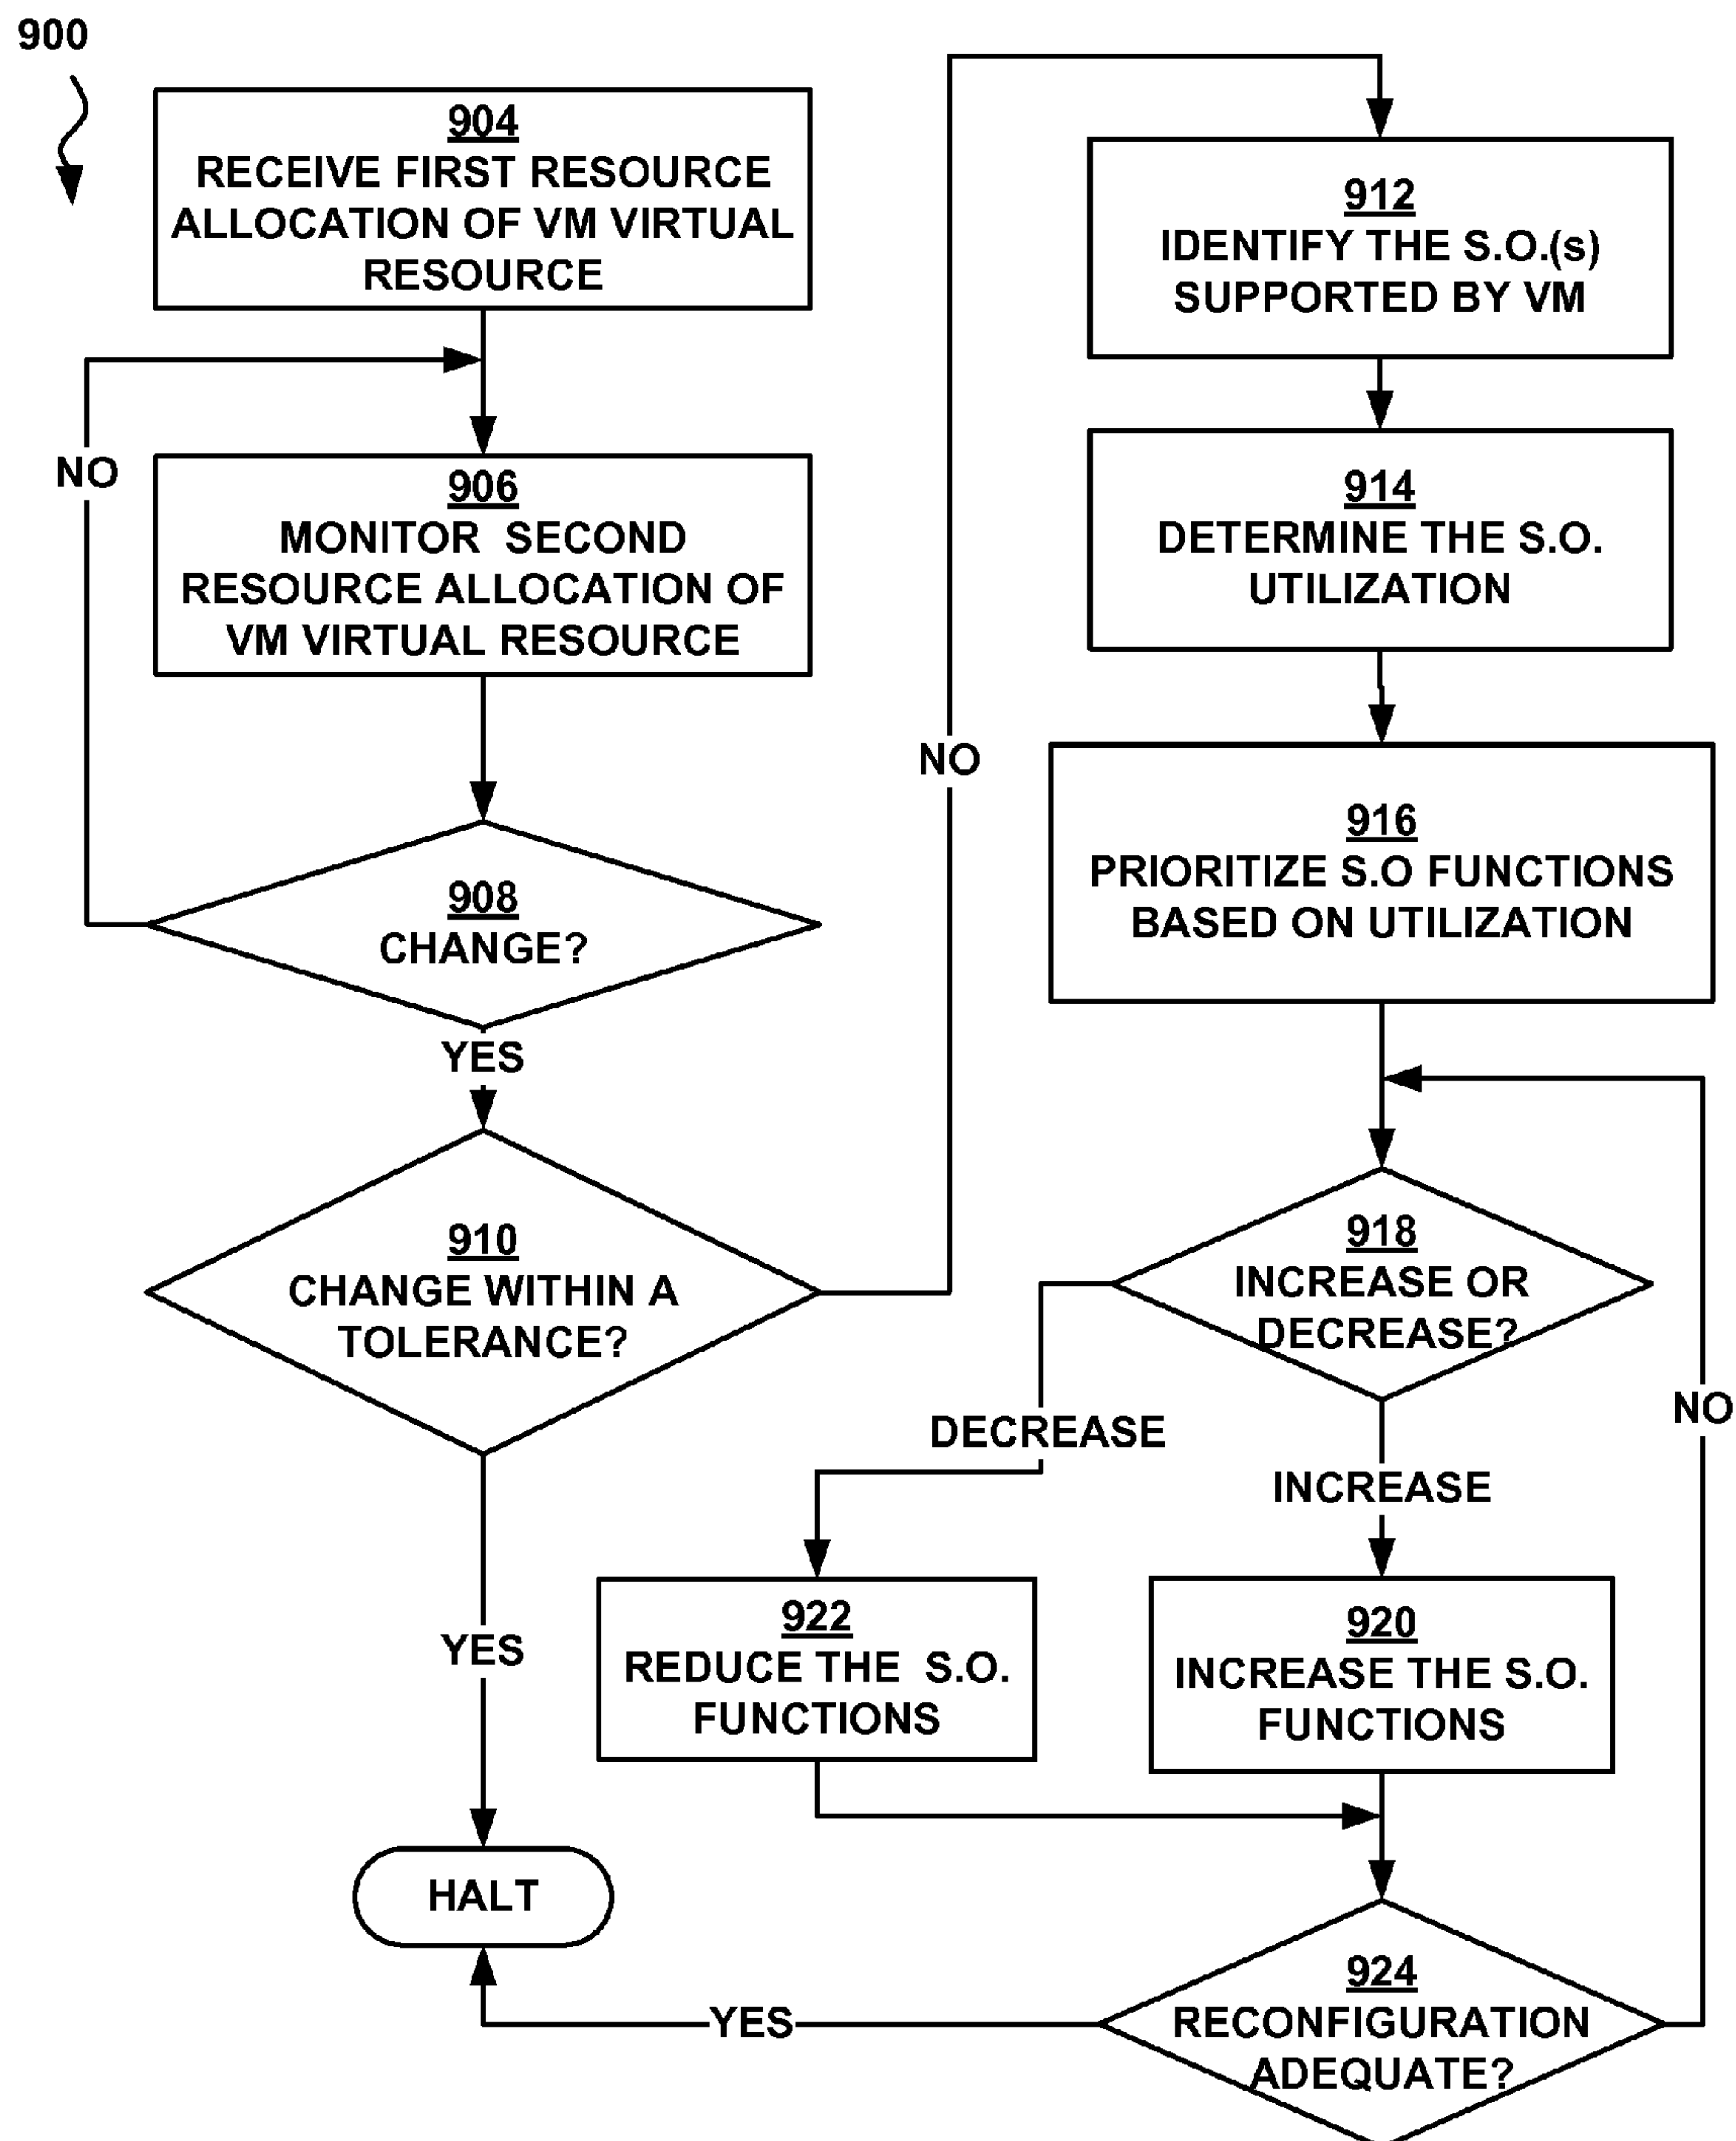 900
904
RECEIVE FIRST RESOURCE
ALLOCATION OF VM VIRTUAL
RESOURCE
NO
906
MONITOR SECOND
RESOURCE ALLOCATION OF
VM VIRTUAL RESOURCE
908
CHANGE?
YES
910
CHANGE WITHIN A
TOLERANCE?
YES
HALT
NO
912
IDENTIFY THE S.O.(s)
SUPPORTED BY VM
914
DETERMINE THE S.O.
UTILIZATION
916
PRIORITIZE S.O FUNCTIONS
BASED ON UTILIZATION
918
INCREASE OR
DECREASE?
DECREASE
INCREASE
NO
922
REDUCE THE S.O.
FUNCTIONS
920
INCREASE THE S.O.
FUNCTIONS
924
RECONFIGURATION
ADEQUATE?
YES